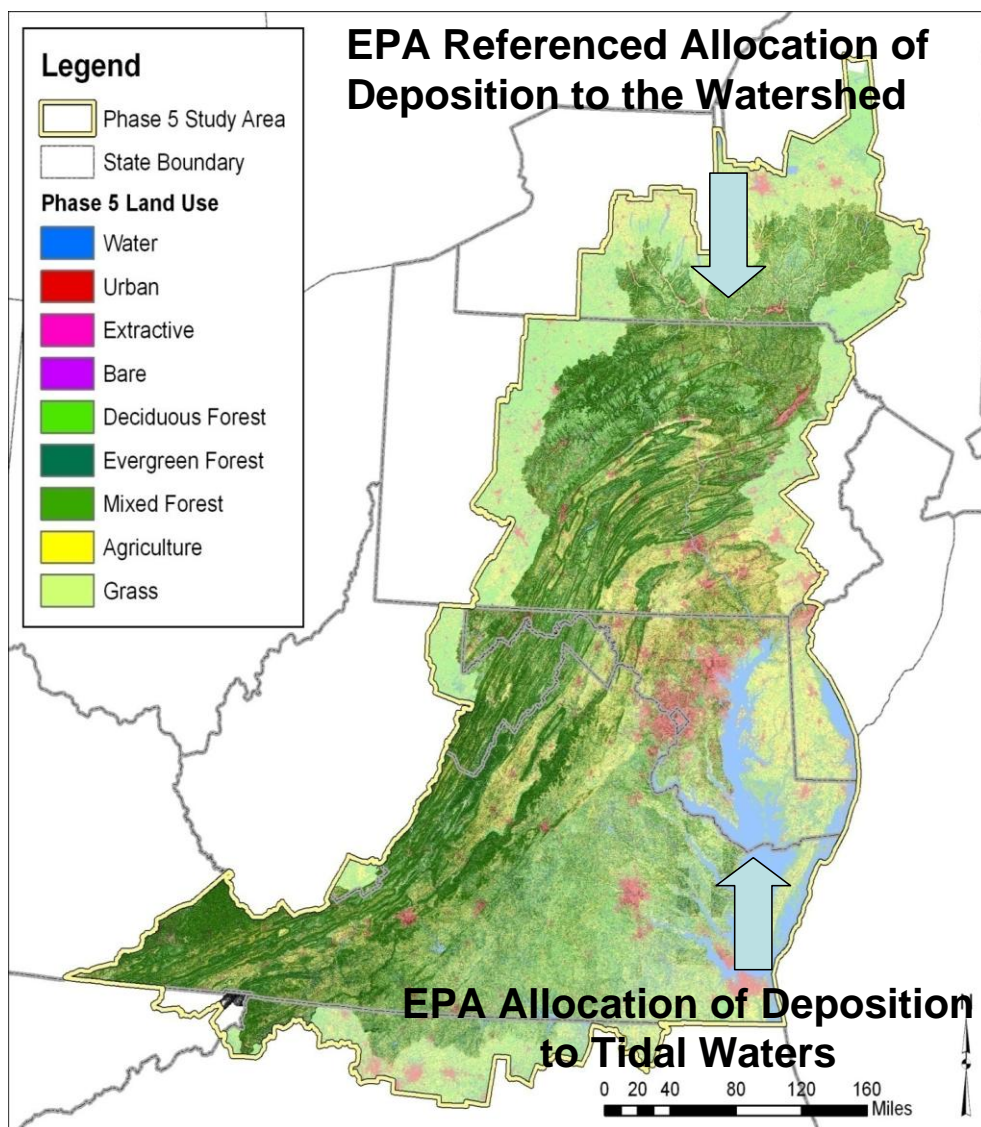 EPA Referenced Allocation of
Deposition to the Watershed
Legend
Phase 5 Study Area
State Boundary
Phase 5 Land Use
Water
Urban
Extractive
Bare
Deciduous Forest
Evergreen Forest
Mixed Forest
Agriculture
Grass
EPA Allocation of Deposition
to Tidal Waters
0 20 40 80 120 160
Miles